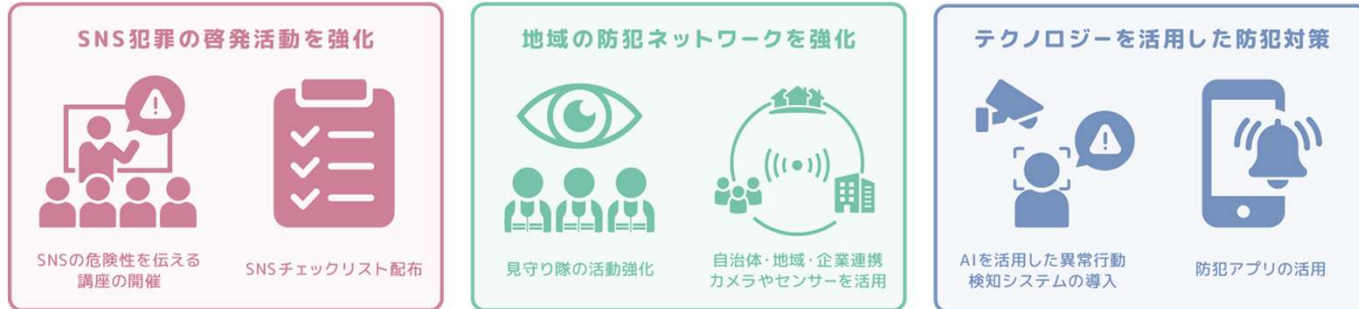 SNS犯罪の啓発活動を強化
SNSの危険性を伝える
講座の開催
SNSチェックリスト配布
地域の防犯ネットワークを強化
見守り隊の活動強化
自治体・地域・企業連携
カメラやセンサーを活用
テクノロジーを活用した防犯対策
AIを活用した異常行動
検知システムの導入
防犯アプリの活用